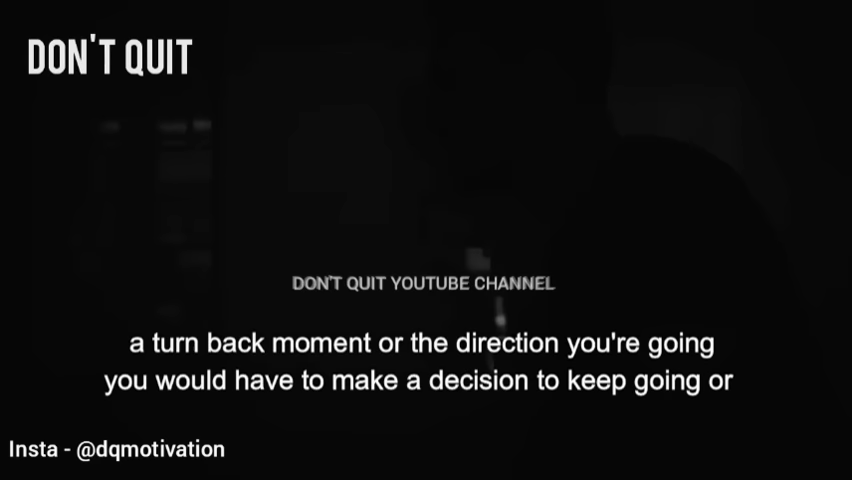 DON'T QUIT
DON'T QUIT YOUTUBE CHANNEL
a turn back moment or the direction you're going
you would have to make a decision to keep going or
Insta - @dqmotivation